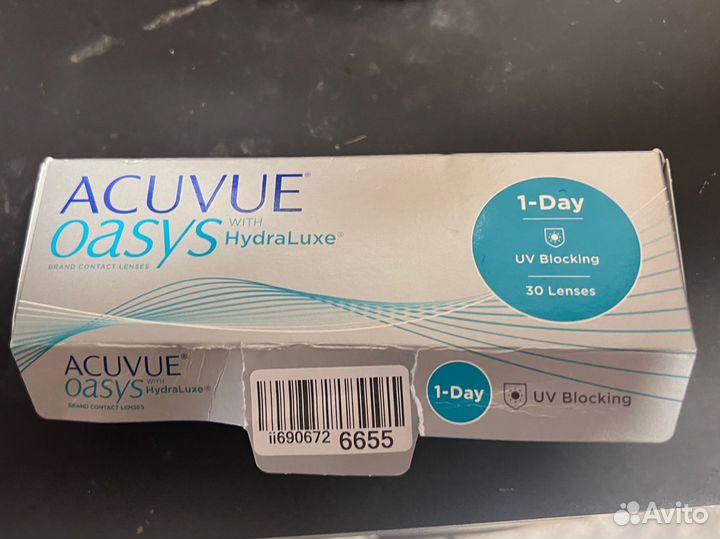 ACUVUE®
oasys WITH HydraLuxe®
BRAND CONTACT LENSES
1-Day
UV Blocking
30 Lenses
ACUVUE®
oasys WITH HydraLuxe®
BRAND CONTACT LENSES
ii690672 6655
1-Day
UV Blocking
Avito